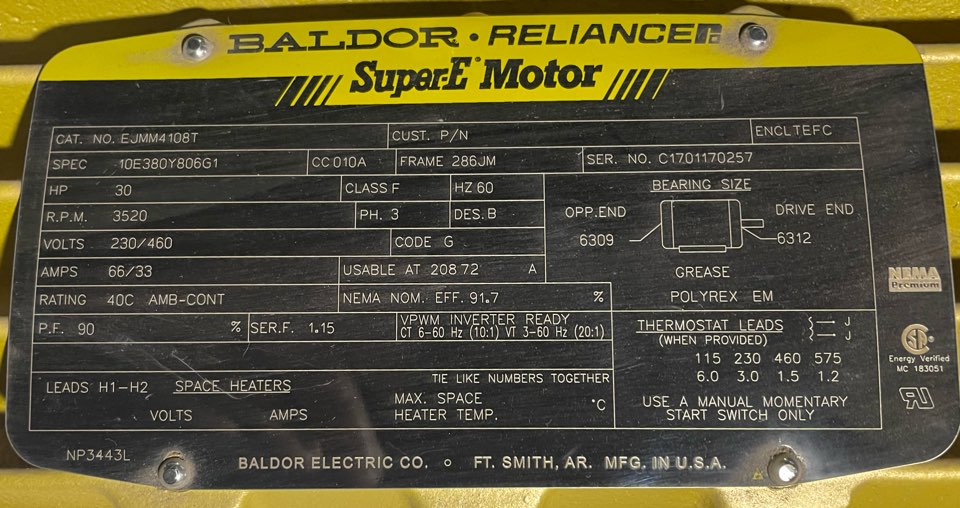 BALDOR · RELIANCE
Super-E Motor
CAT. NO. EJMM4108T CUST. P/N ENCL TEFC
SPEC 10E380Y806G1 CC 010A FRAME 286JM SER. NO. C1701170257
HP 30 CLASS F HZ 60
R.P.M. 3520 PH. 3 DES. B
VOLTS 230/460 CODE G
AMPS 66/33 USABLE AT 208 72 A
RATING 40C AMB-CONT NEMA NOM. EFF. 91.7 %
P.F. 90 % SER.F. 1.15 VPWM INVERTER READY
CT 6-60 Hz (10:1) VT 3-60 Hz (20:1)
BEARING SIZE
OPP.END DRIVE END
6309 6312
GREASE
POLYREX EM
THERMOSTAT LEADS J
(WHEN PROVIDED) J
115 230 460 575
6.0 3.0 1.5 1.2
USE A MANUAL MOMENTARY
START SWITCH ONLY
TIE LIKE NUMBERS TOGETHER
LEADS H1-H2 SPACE HEATERS
VOLTS AMPS
MAX. SPACE
HEATER TEMP. °C
NEMA
Premium
Energy Verified
MC 183051
NP3443L
BALDOR ELECTRIC CO. o FT. SMITH, AR. MFG. IN U.S.A.